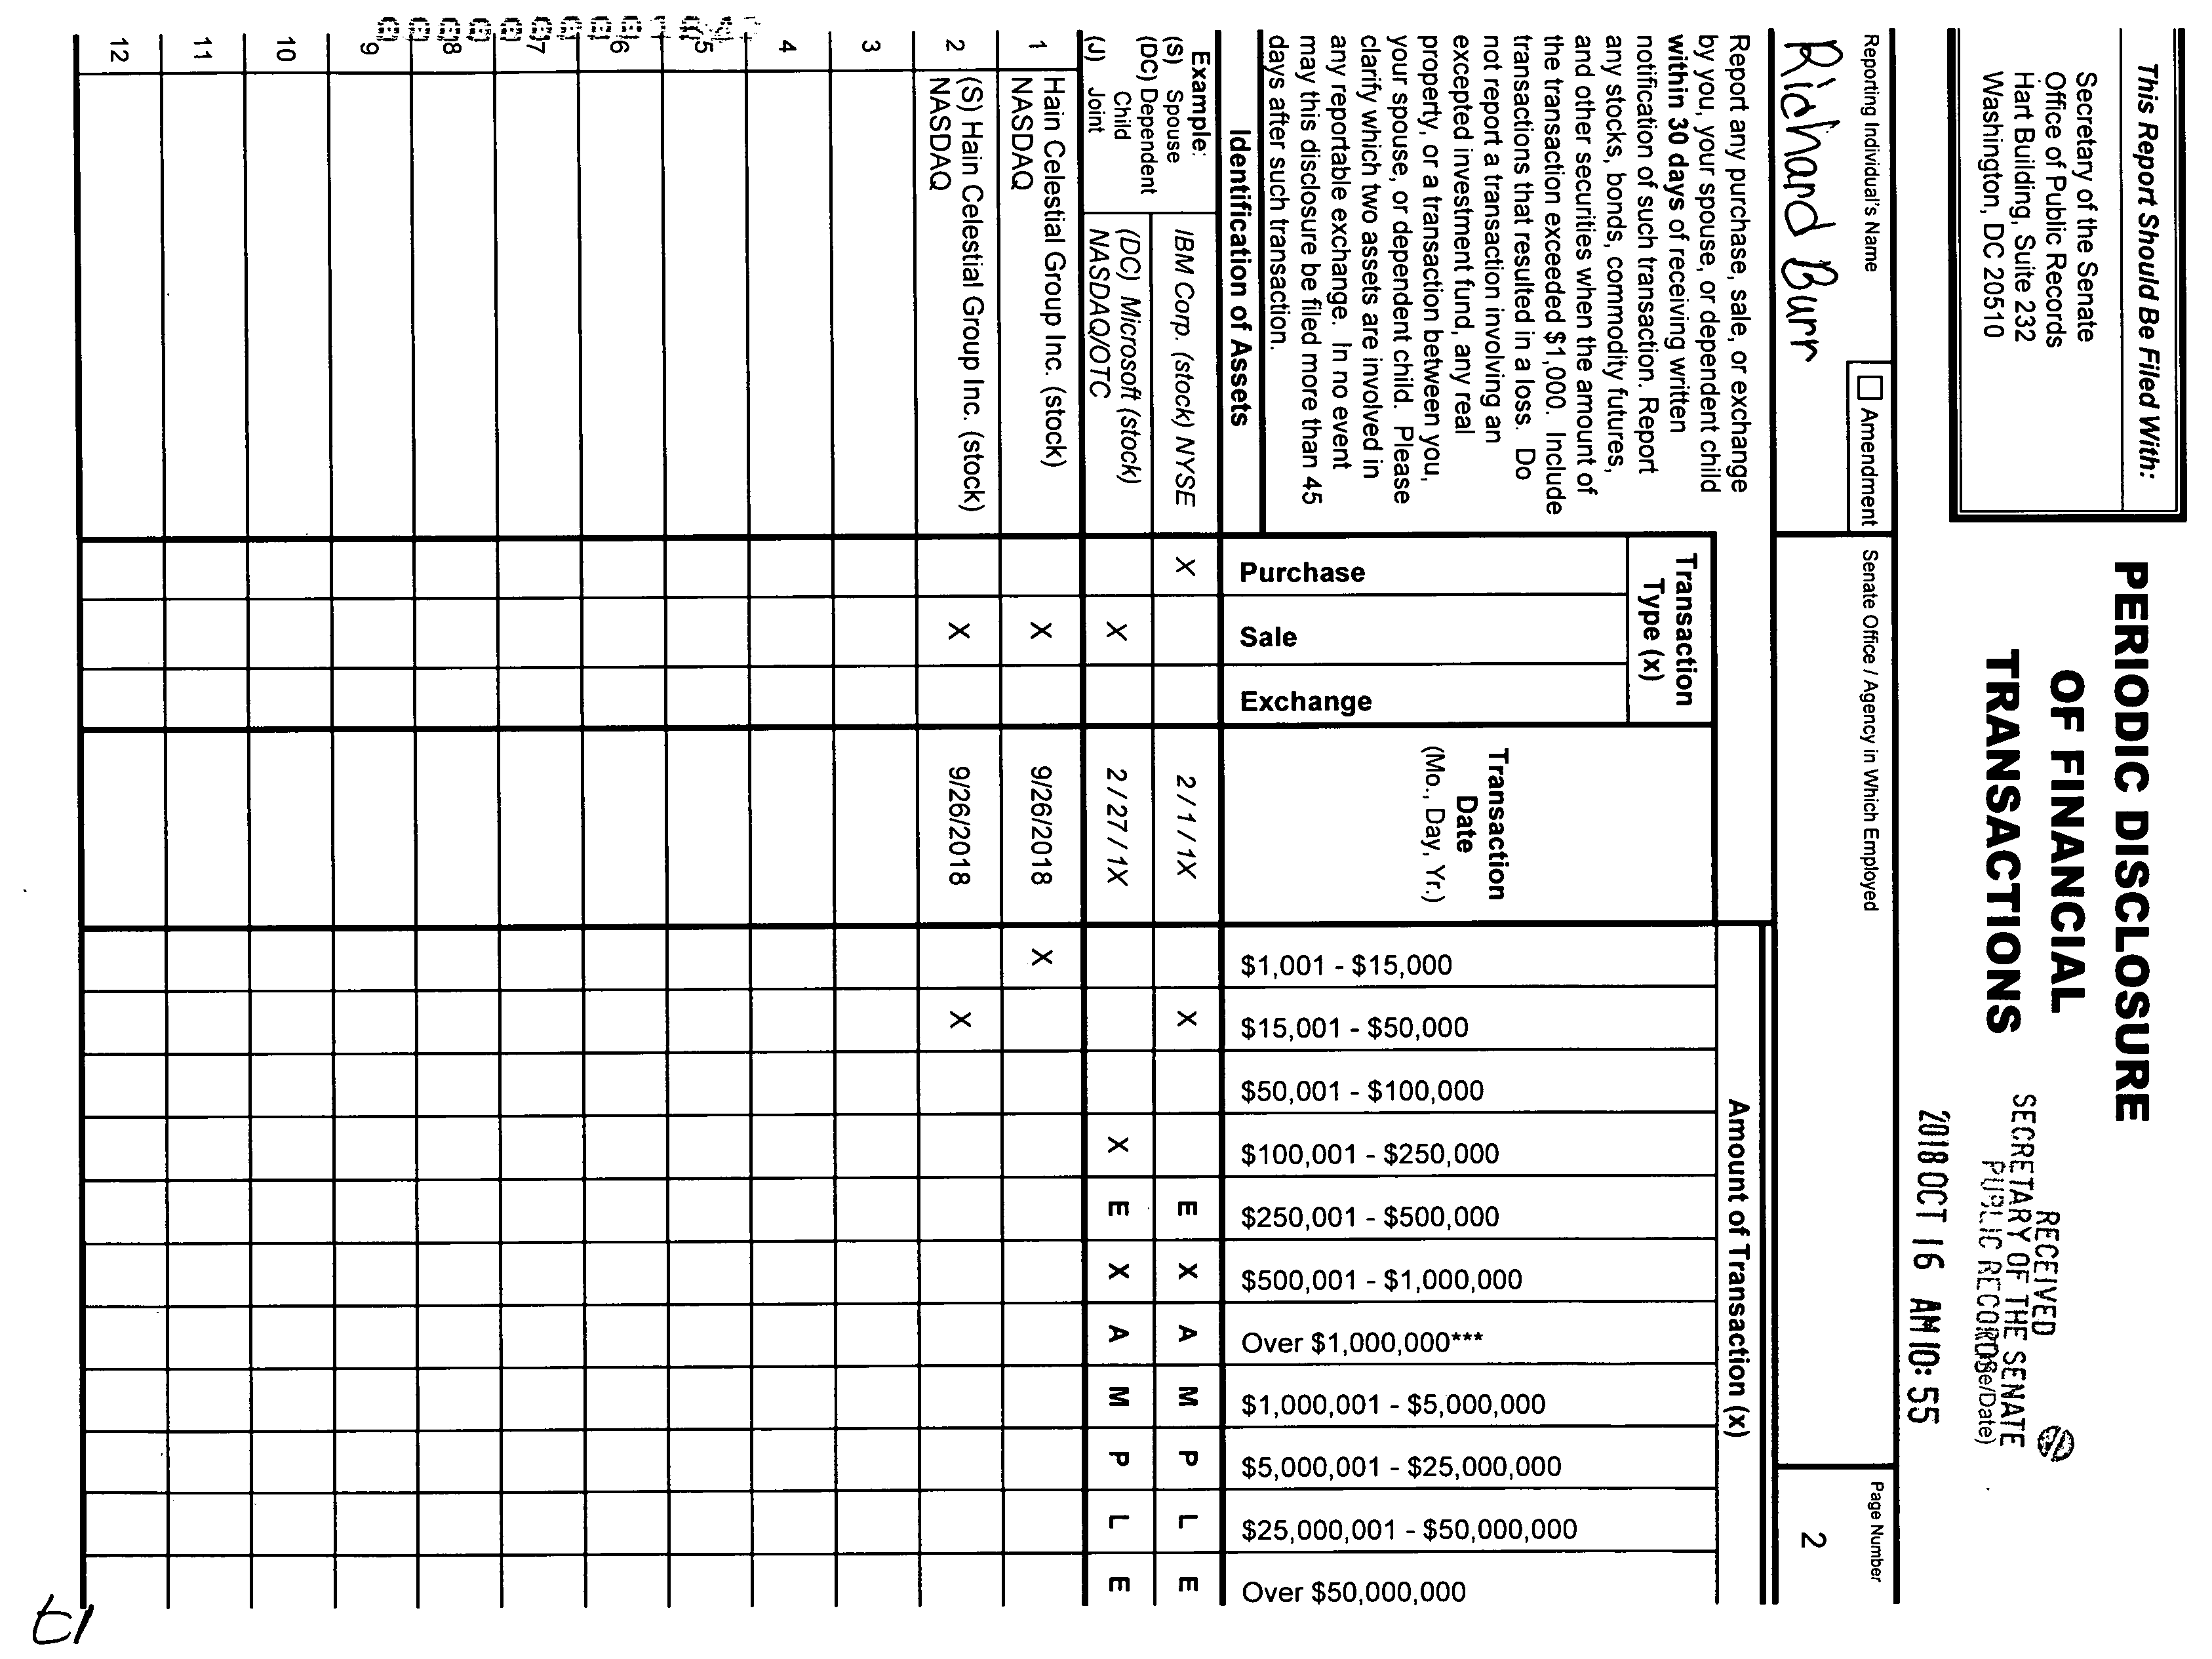 This Report Should Be Filed With:
Secretary of the Senate
Office of Public Records
Hart Building, Suite 232
Washington, DC 20510
PERIODIC DISCLOSURE
OF FINANCIAL
TRANSACTIONS
RECEIVED
SECRETARY OF THE SENATE
PUBLIC RECORDS
2018 OCT 16 AM 10:55
Reporting Individual's Name
Richard Burr
Amendment
Senate Office / Agency in Which Employed
Page Number
2
Report any purchase, sale, or exchange
by you, your spouse, or dependent child
within 30 days of receiving written
notification of such transaction. Report
any stocks, bonds, commodity futures,
and other securities when the amount of
the transaction exceeded $1,000. Include
transactions that resulted in a loss. Do
not report a transaction involving an
excepted investment fund, any real
property, or a transaction between you,
your spouse, or dependent child. Please
clarify which two assets are involved in
any reportable exchange. In no event
may this disclosure be filed more than 45
days after such transaction.
Identification of Assets
Transaction
Type (x)
Purchase
Sale
Exchange
Transaction
Date
(Mo., Day, Yr.)
Amount of Transaction (x)
$1,001 - $15,000
$15,001 - $50,000
$50,001 - $100,000
$100,001 - $250,000
$250,001 - $500,000
$500,001 - $1,000,000
Over $1,000,000***
$1,000,001 - $5,000,000
$5,000,001 - $25,000,000
$25,000,001 - $50,000,000
Over $50,000,000
Example:
(S) Spouse
(DC) Dependent
Child
(J) Joint
IBM Corp. (stock) NYSE X 2 / 1 / 1X X E X A M P L E
(DC) Microsoft (stock)
NASDAQ/OTC X 2 / 27 / 1X X E X A M P L E
1 Hain Celestial Group Inc. (stock)
NASDAQ X 9/26/2018 X
2 (S) Hain Celestial Group Inc. (stock)
NASDAQ X 9/26/2018 X
3
4
5
6
7
8
9
10
11
12